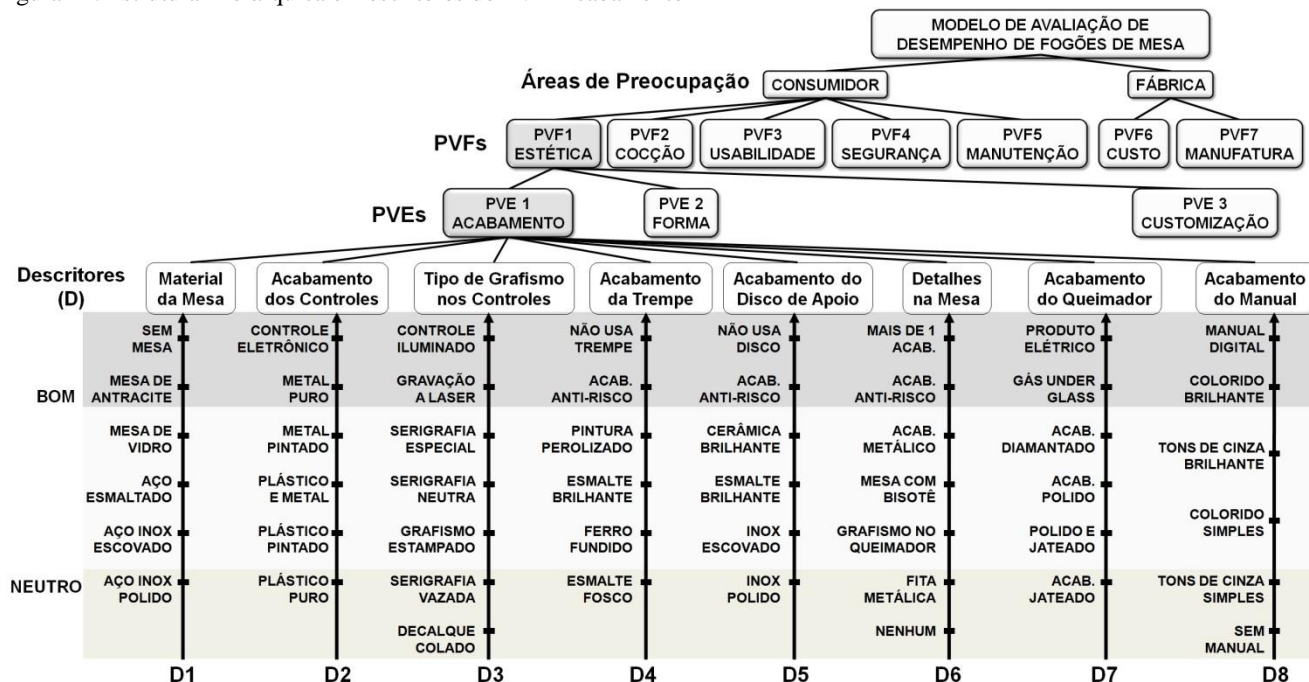 MODELO DE AVALIAÇÃO DE
DESEMPENHO DE FOGÕES DE MESA
Áreas de Preocupação
CONSUMIDOR
FÁBRICA
PVFs
PVF1
ESTÉTICA
PVF2
COCÇÃO
PVF3
USABILIDADE
PVF4
SEGURANÇA
PVF5
MANUTENÇÃO
PVF6
CUSTO
PVF7
MANUFATURA
PVEs
PVE 1
ACABAMENTO
PVE 2
FORMA
PVE 3
CUSTOMIZAÇÃO
Descritores
(D)
Material
da Mesa
Acabamento
dos Controles
Tipo de Grafismo
nos Controles
Acabamento
da Trempe
Acabamento do
Disco de Apoio
Detalhes
na Mesa
Acabamento
do Queimador
Acabamento
do Manual
BOM
NEUTRO
SEM
MESA
MESA DE
ANTRACITE
MESA DE
VIDRO
AÇO
ESMALTADO
AÇO INOX
ESCOVADO
AÇO INOX
POLIDO
D1
CONTROLE
ELETRÔNICO
METAL
PURO
METAL
PINTADO
PLÁSTICO
E METAL
PLÁSTICO
PINTADO
PLÁSTICO
PURO
D2
CONTROLE
ILUMINADO
GRAVAÇÃO
A LASER
SERIGRAFIA
ESPECIAL
SERIGRAFIA
NEUTRA
GRAFISMO
ESTAMPADO
SERIGRAFIA
VAZADA
DECALQUE
COLADO
D3
NÃO USA
TREMPE
ACAB.
ANTI-RISCO
PINTURA
PEROLIZADO
ESMALTE
BRILHANTE
FERRO
FUNDIDO
ESMALTE
FOSCO
D4
NÃO USA
DISCO
ACAB.
ANTI-RISCO
CERÂMICA
BRILHANTE
ESMALTE
BRILHANTE
INOX
ESCOVADO
INOX
POLIDO
D5
MAIS DE 1
ACAB.
ACAB.
ANTI-RISCO
ACAB.
METÁLICO
MESA COM
BISOTÊ
GRAFISMO NO
QUEIMADOR
FITA
METÁLICA
NENHUM
D6
PRODUTO
ELÉTRICO
GÁS UNDER
GLASS
ACAB.
DIAMANTADO
ACAB.
POLIDO
POLIDO E
JATEADO
ACAB.
JATEADO
D7
MANUAL
DIGITAL
COLORIDO
BRILHANTE
TONS DE CINZA
BRILHANTE
COLORIDO
SIMPLES
TONS DE CINZA
SIMPLES
SEM
MANUAL
D8